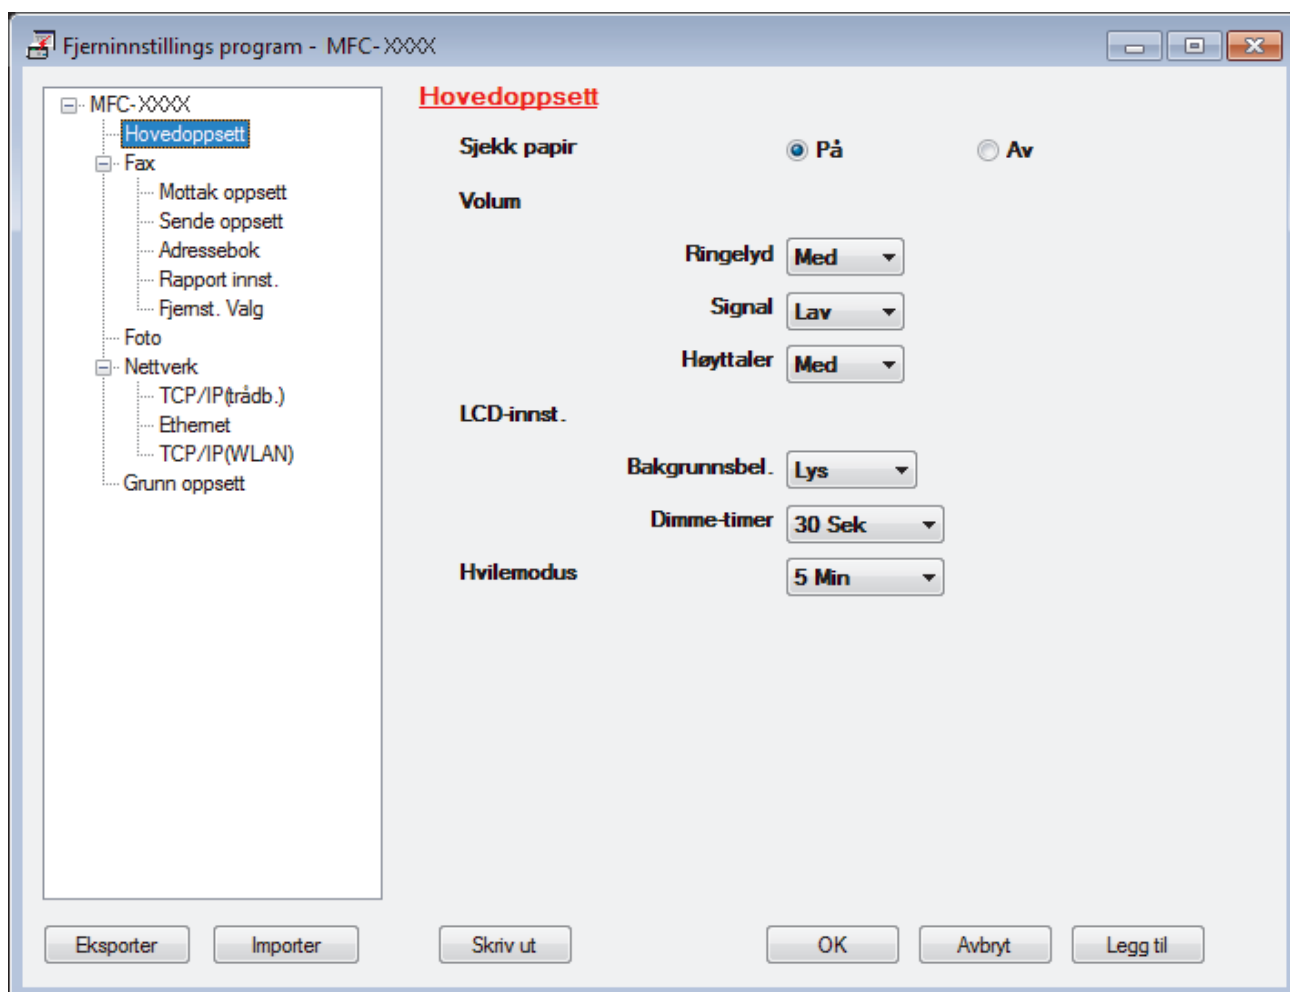 Fjerninnstillings program - MFC-XXXX
MFC-XXXX
Hovedoppsett
Fax
Mottak oppsett
Sende oppsett
Adressebok
Rapport innst.
Fjernst. Valg
Foto
Nettverk
TCP/IP(trådb.)
Ethernet
TCP/IP(WLAN)
Grunn oppsett
Hovedoppsett
Sjekk papir På Av
Volum
Ringelyd Med
Signal Lav
Høyttaler Med
LCD-innst.
Bakgrunnsbel. Lys
Dimme-timer 30 Sek
Hvilemodus 5 Min
Eksporter Importer Skriv ut OK Avbryt Legg til